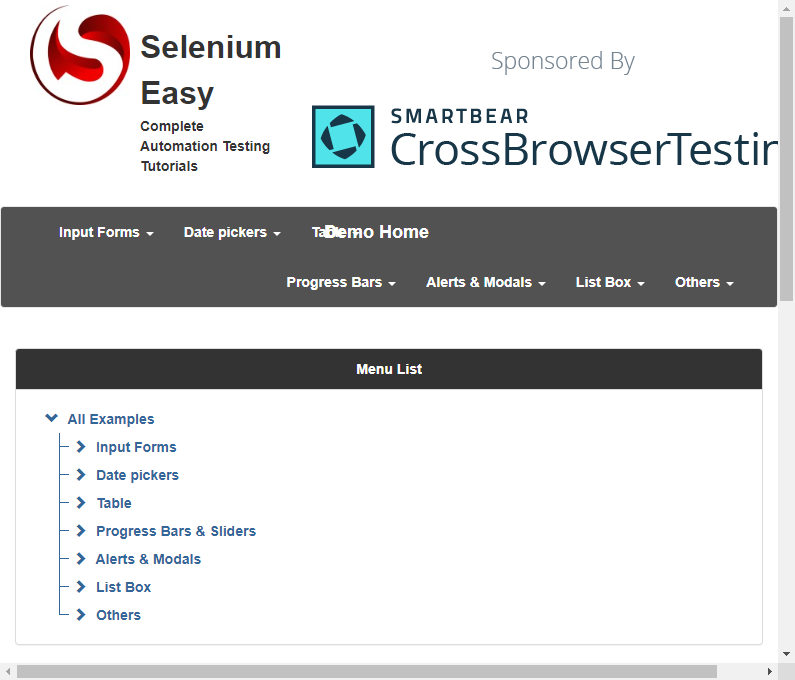 Selenium
Easy
Complete
Automation Testing
Tutorials
Sponsored By
SMARTBEAR
CrossBrowserTestin
Input Forms
Date pickers
Demo Home
Progress Bars
Alerts & Modals
List Box
Others
Menu List
All Examples
Input Forms
Date pickers
Table
Progress Bars & Sliders
Alerts & Modals
List Box
Others